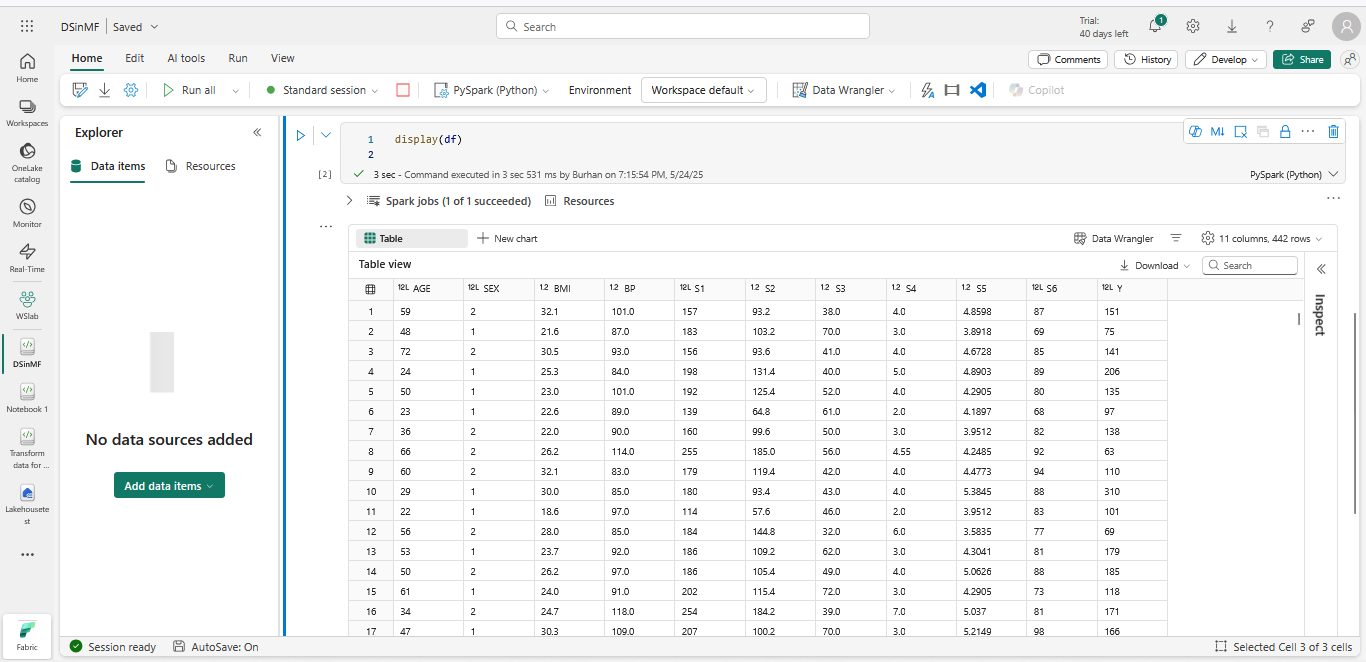 DSinMF Saved
Search
Trial:
40 days left
1
Home Edit AI tools Run View
Comments History Develop Share
Run all Standard session PySpark (Python) Environment Workspace default Data Wrangler Copilot
Home
Workspaces
OneLake
catalog
Monitor
Real-Time
WSlab
DSinMF
Notebook 1
Transform
data for ...
Lakehousete
st
Fabric
Explorer
Data items Resources
No data sources added
Add data items
1 display(df)
2
M↓
[2]
3 sec - Command executed in 3 sec 531 ms by Burhan on 7:15:54 PM, 5/24/25
PySpark (Python)
Spark jobs (1 of 1 succeeded) Resources
Table New chart
Data Wrangler 11 columns, 442 rows
Table view
Download Search
Inspect
12L AGE 12L SEX 1.2 BMI 1.2 BP 12L S1 1.2 S2 1.2 S3 1.2 S4 1.2 S5 12L S6 12L Y
1 59 2 32.1 101.0 157 93.2 38.0 4.0 4.8598 87 151
2 48 1 21.6 87.0 183 103.2 70.0 3.0 3.8918 69 75
3 72 2 30.5 93.0 156 93.6 41.0 4.0 4.6728 85 141
4 24 1 25.3 84.0 198 131.4 40.0 5.0 4.8903 89 206
5 50 1 23.0 101.0 192 125.4 52.0 4.0 4.2905 80 135
6 23 1 22.6 89.0 139 64.8 61.0 2.0 4.1897 68 97
7 36 2 22.0 90.0 160 99.6 50.0 3.0 3.9512 82 138
8 66 2 26.2 114.0 255 185.0 56.0 4.55 4.2485 92 63
9 60 2 32.1 83.0 179 119.4 42.0 4.0 4.4773 94 110
10 29 1 30.0 85.0 180 93.4 43.0 4.0 5.3845 88 310
11 22 1 18.6 97.0 114 57.6 46.0 2.0 3.9512 83 101
12 56 2 28.0 85.0 184 144.8 32.0 6.0 3.5835 77 69
13 53 1 23.7 92.0 186 109.2 62.0 3.0 4.3041 81 179
14 50 2 26.2 97.0 186 105.4 49.0 4.0 5.0626 88 185
15 61 1 24.0 91.0 202 115.4 72.0 3.0 4.2905 73 118
16 34 2 24.7 118.0 254 184.2 39.0 7.0 5.037 81 171
17 47 1 30.3 109.0 207 100.2 70.0 3.0 5.2149 98 166
Session ready AutoSave: On
Selected Cell 3 of 3 cells